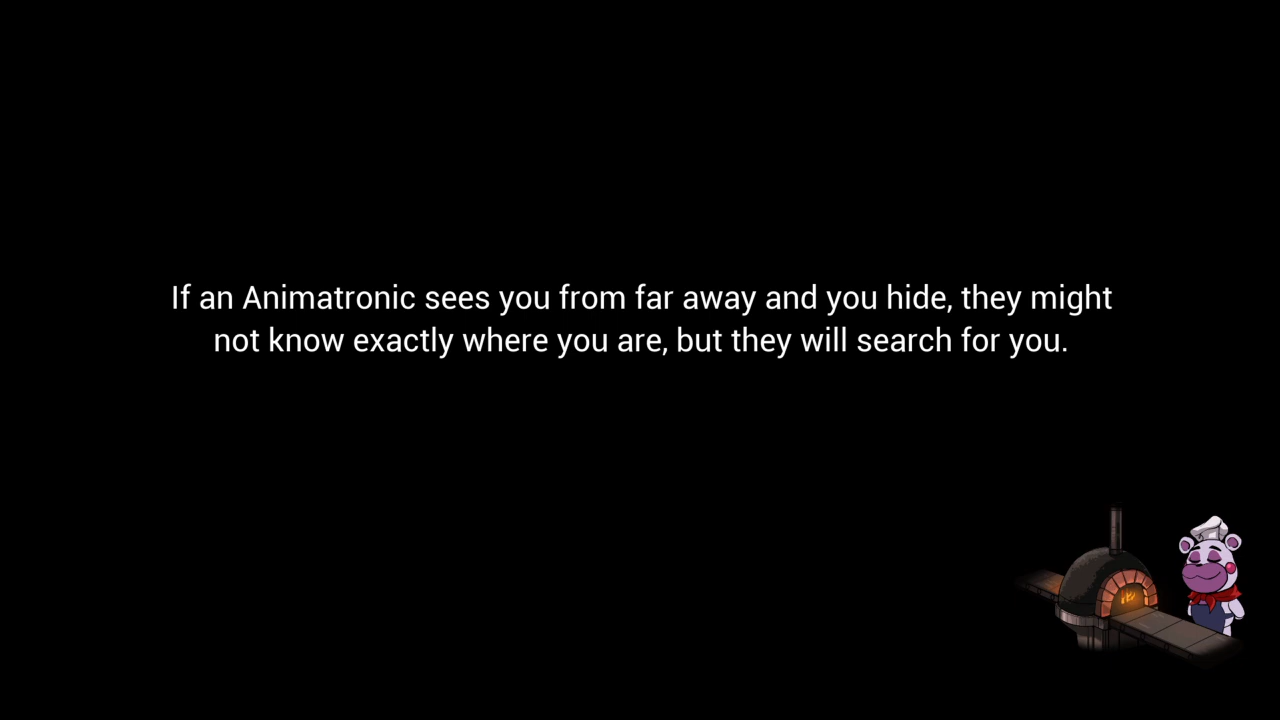 If an Animatronic sees you from far away and you hide, they might
not know exactly where you are, but they will search for you.